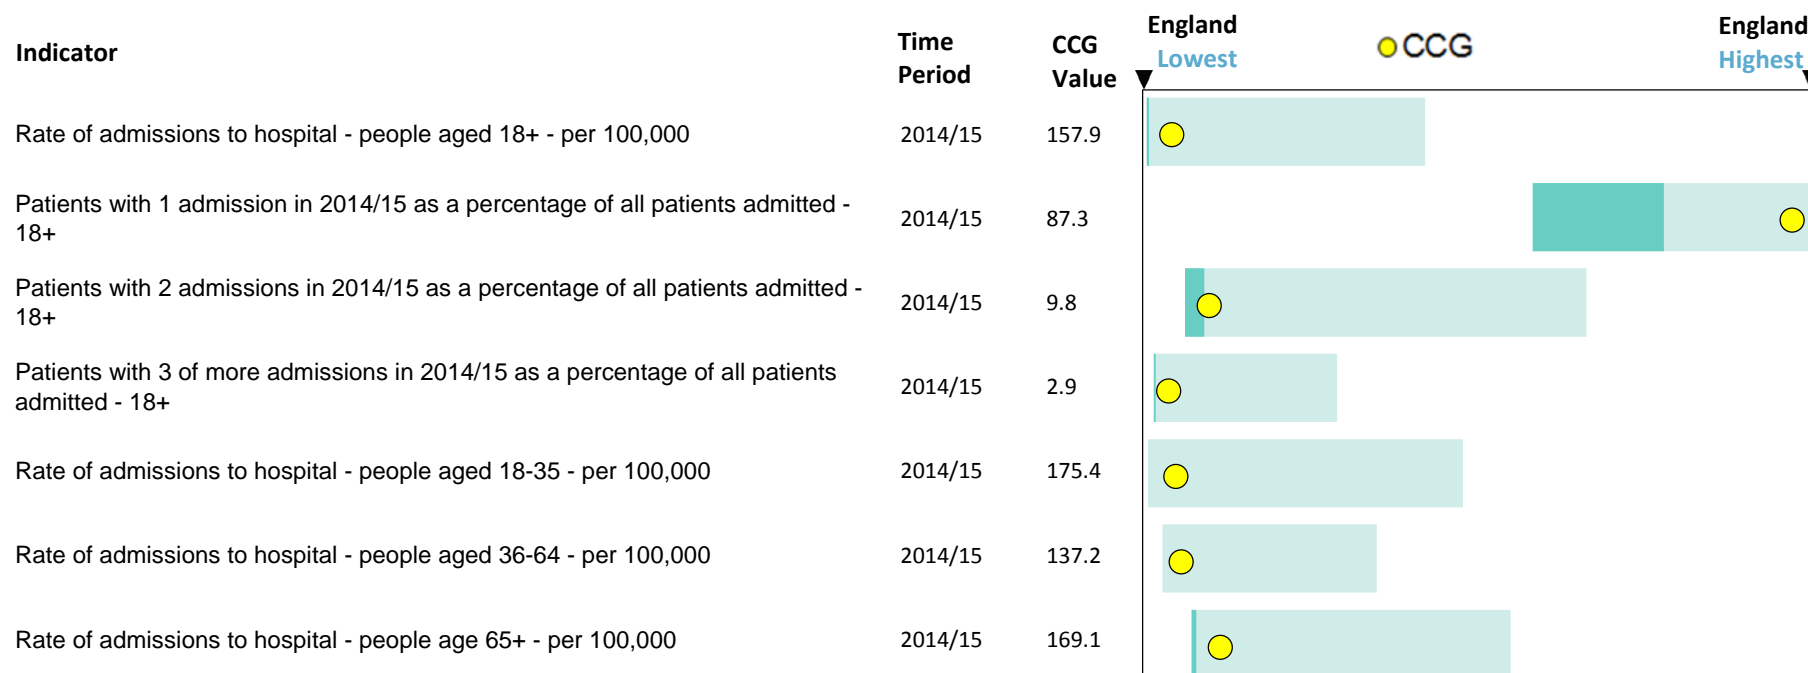 Indicator
Time Period
CCG Value
England Lowest
CCG
England Highest
Rate of admissions to hospital - people aged 18+ - per 100,000 2014/15 157.9
Patients with 1 admission in 2014/15 as a percentage of all patients admitted -
18+
2014/15 87.3
Patients with 2 admissions in 2014/15 as a percentage of all patients admitted -
18+
2014/15 9.8
Patients with 3 of more admissions in 2014/15 as a percentage of all patients
admitted - 18+
2014/15 2.9
Rate of admissions to hospital - people aged 18-35 - per 100,000 2014/15 175.4
Rate of admissions to hospital - people aged 36-64 - per 100,000 2014/15 137.2
Rate of admissions to hospital - people age 65+ - per 100,000 2014/15 169.1